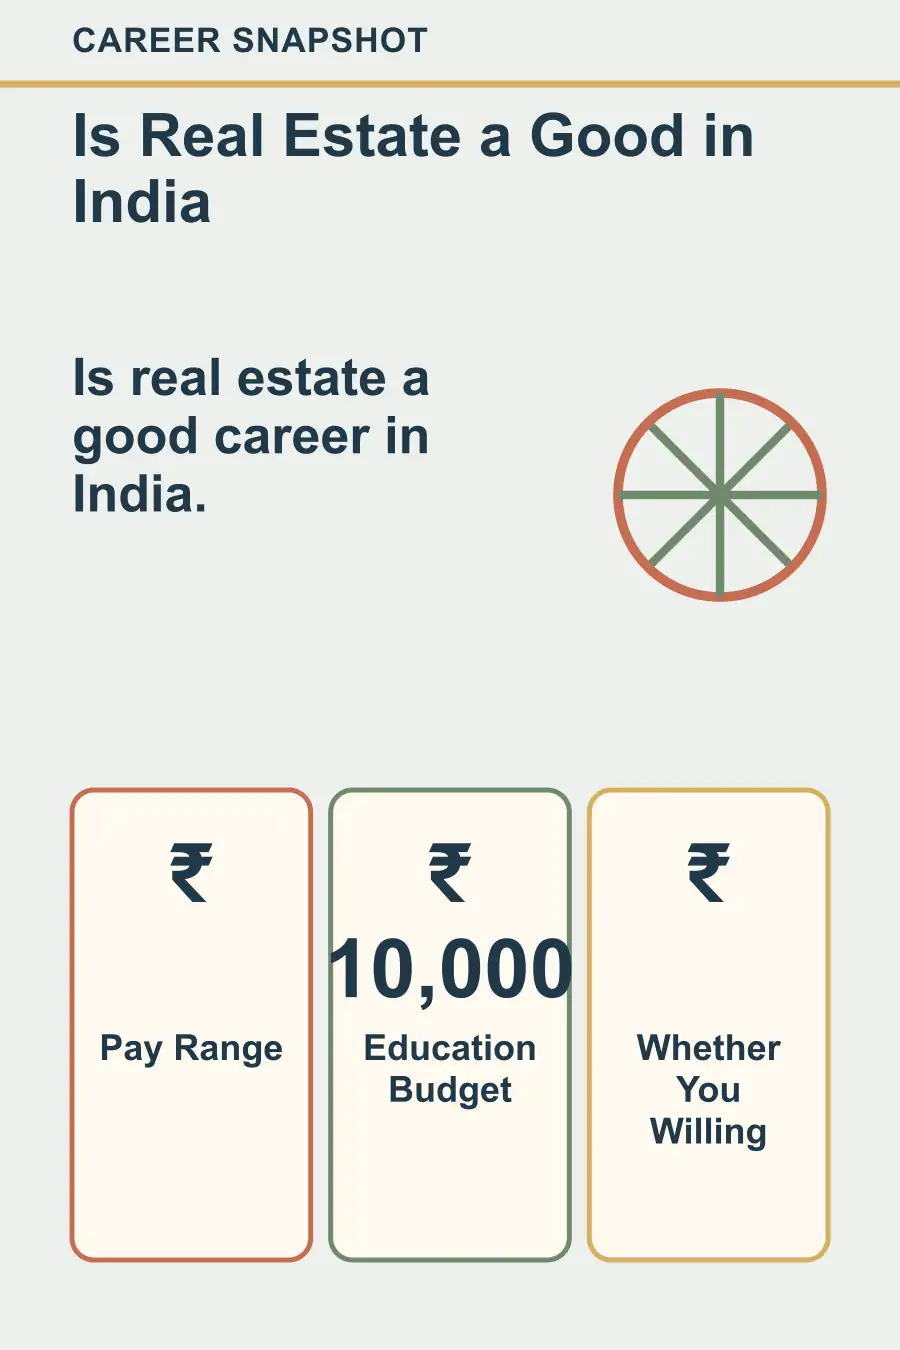 CAREER SNAPSHOT
Is Real Estate a Good in
India
Is real estate a
good career in
India.
₹
Pay Range
₹
10,000
Education
Budget
₹
Whether
You
Willing